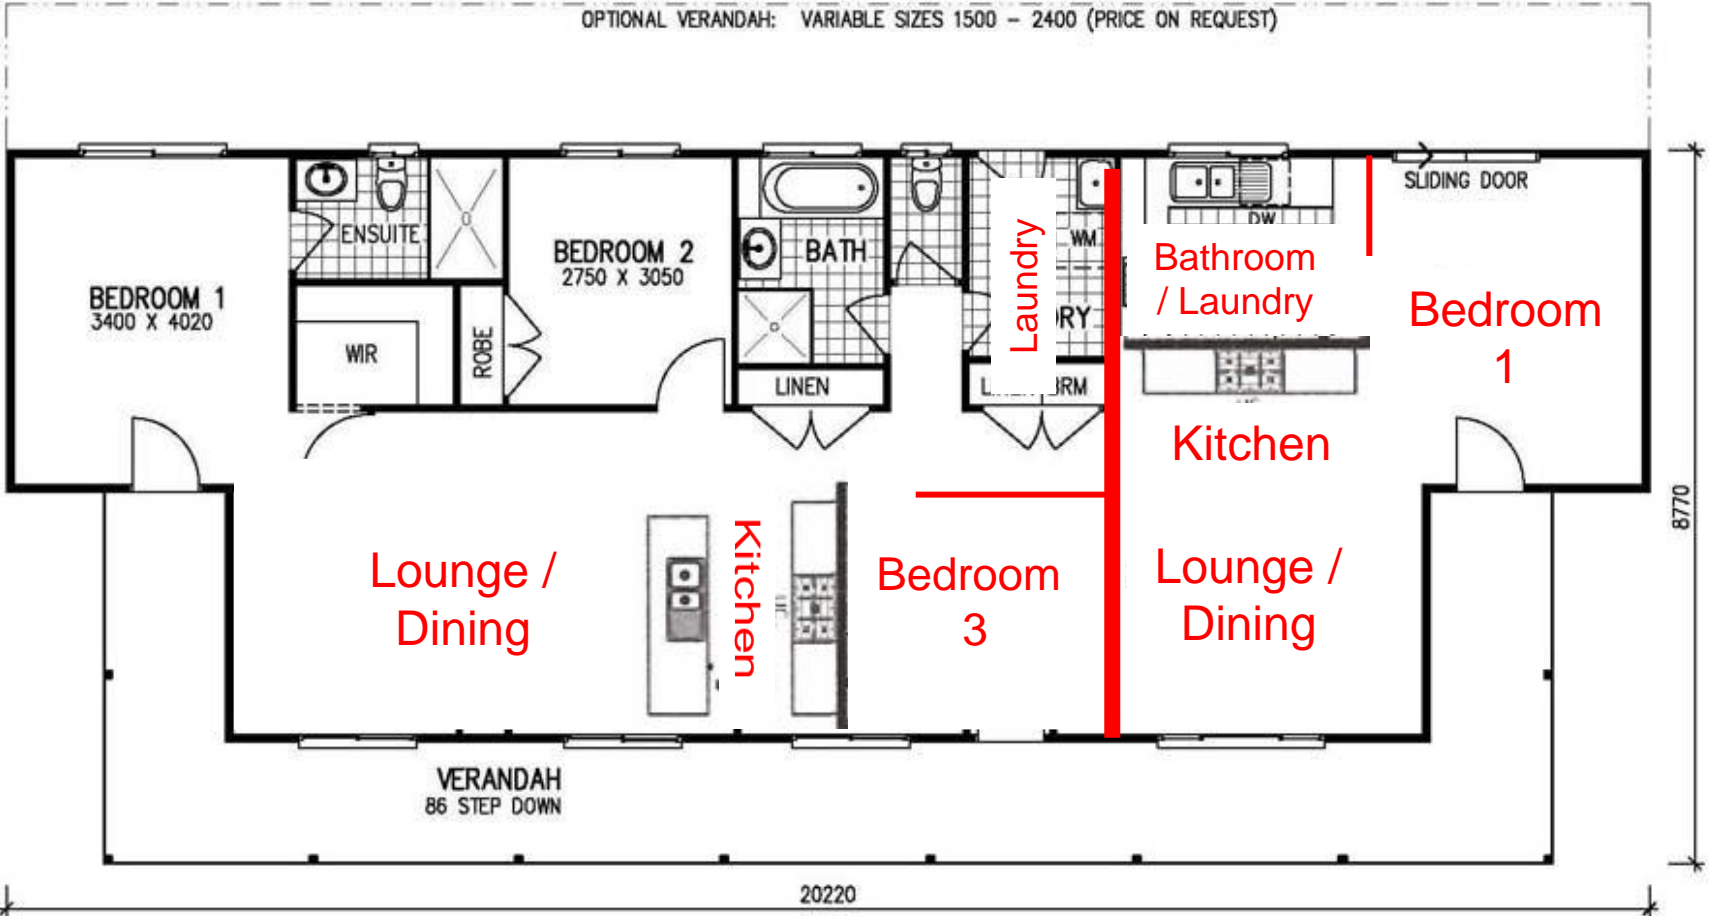 OPTIONAL VERANDAH: VARIABLE SIZES 1500 - 2400 (PRICE ON REQUEST)
SLIDING DOOR
ENSUITE
BEDROOM 1
3400 X 4020
WIR
ROBE
BEDROOM 2
2750 X 3050
BATH
LINEN
Laundry
WM
DRY
BRM
DW
Bathroom
/ Laundry
Bedroom
1
Kitchen
Lounge /
Dining
Kitchen
Bedroom
3
Lounge /
Dining
VERANDAH
86 STEP DOWN
8770
20220